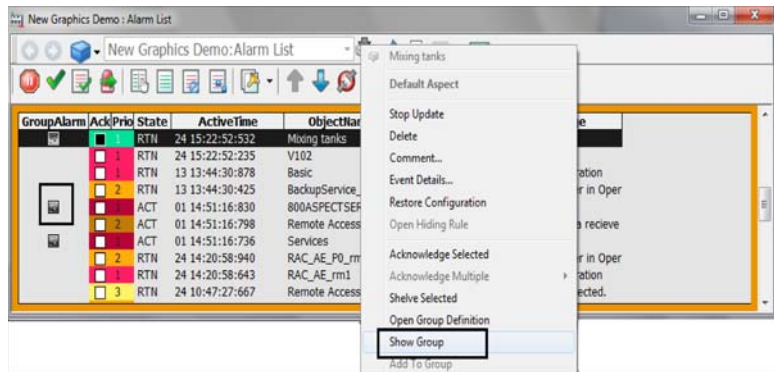 New Graphics Demo : Alarm List
New Graphics Demo:Alarm List
Mixing tanks
Default Aspect
Stop Update
Delete
Comment...
Event Details...
Restore Configuration
Open Hiding Rule
Acknowledge Selected
Acknowledge Multiple
Shelve Selected
Open Group Definition
Show Group
Add To Group
GroupAlarm Ack Prio State ActiveTime ObjectNar e
1 RTN 24 15:22:52:532 Mixing tanks
1 RTN 24 15:22:52:235 V102
1 RTN 13 13:44:30:878 Basic ration
2 RTN 13 13:44:30:425 BackupService_ er in Oper
1 ACT 01 14:51:16:830 800ASPECTSER
2 ACT 01 14:51:16:798 Remote Access a recieve
1 ACT 01 14:51:16:736 Services
2 RTN 24 14:20:58:940 RAC_AE_P0_rm er in Oper
1 RTN 24 14:20:58:643 RAC_AE_rm1 ration
3 RTN 24 10:47:27:667 Remote Access ected.